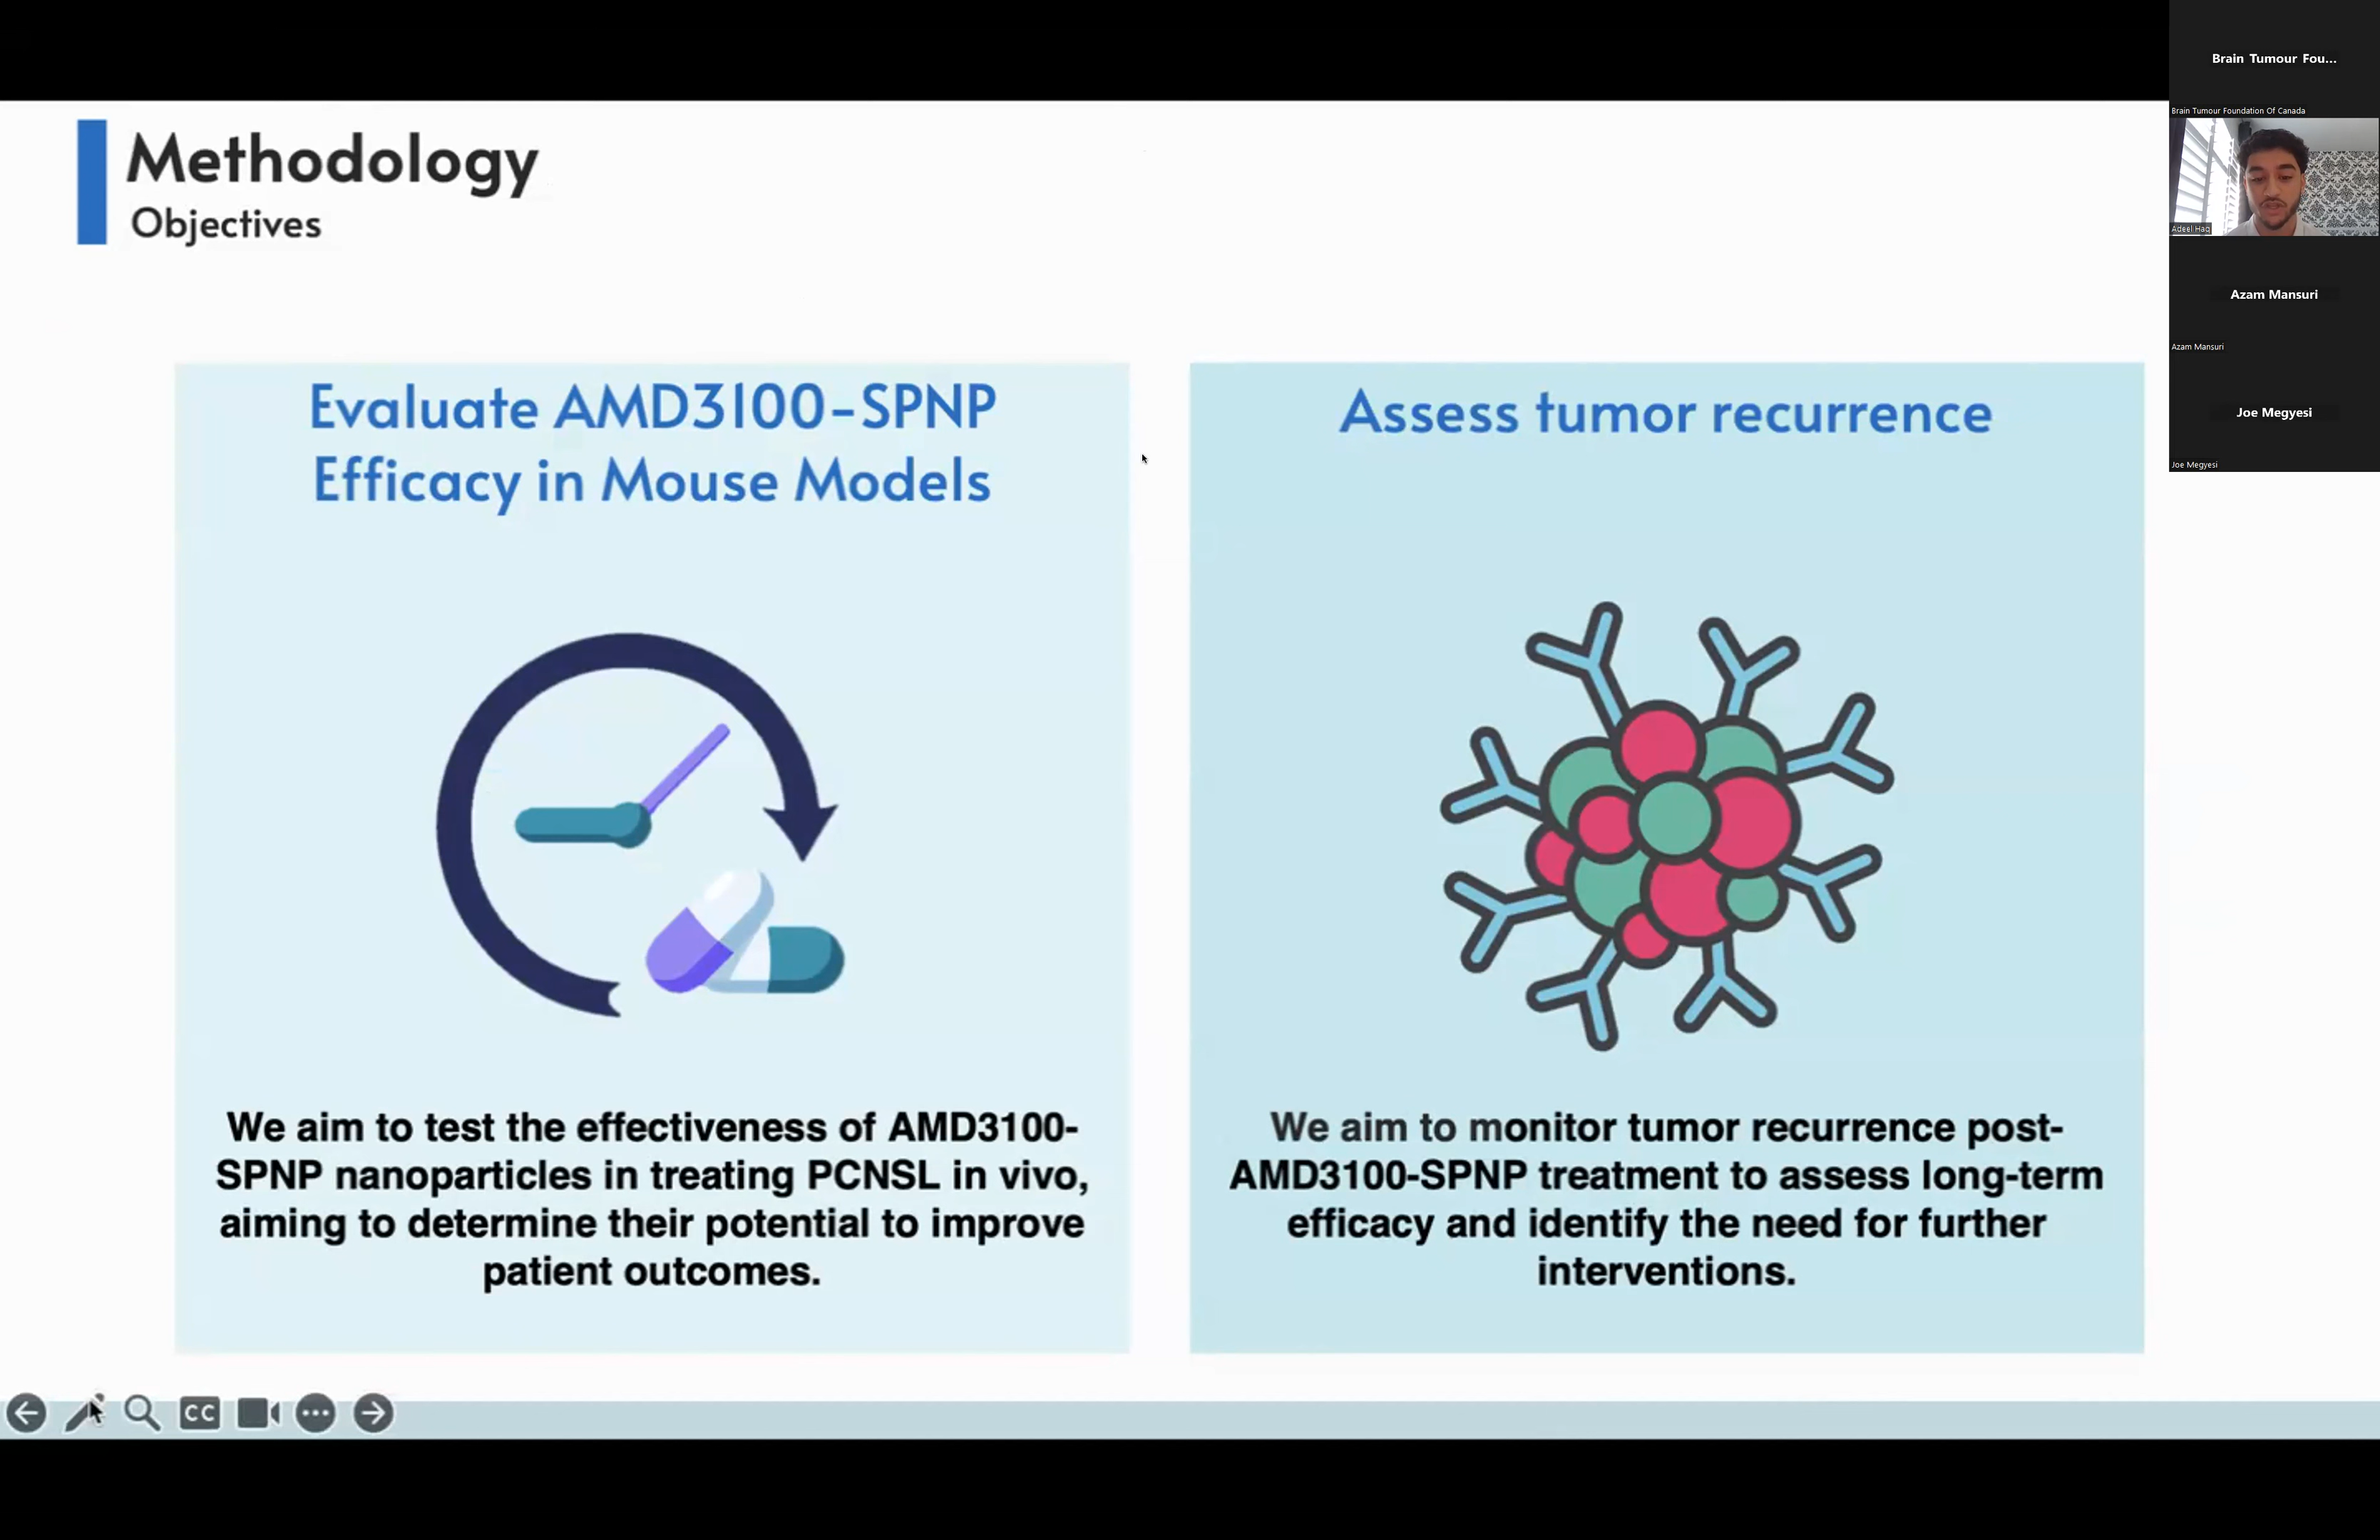 Methodology
Objectives
Evaluate AMD3100-SPNP
Efficacy in Mouse Models
We aim to test the effectiveness of AMD3100-
SPNP nanoparticles in treating PCNSL in vivo,
aiming to determine their potential to improve
patient outcomes.
Assess tumor recurrence
We aim to monitor tumor recurrence post-
AMD3100-SPNP treatment to assess long-term
efficacy and identify the need for further
interventions.
CC
Brain Tumour Fou...
Brain Tumour Foundation Of Canada
Adeel Haq
Azam Mansuri
Azam Mansuri
Joe Megyesi
Joe Megyesi